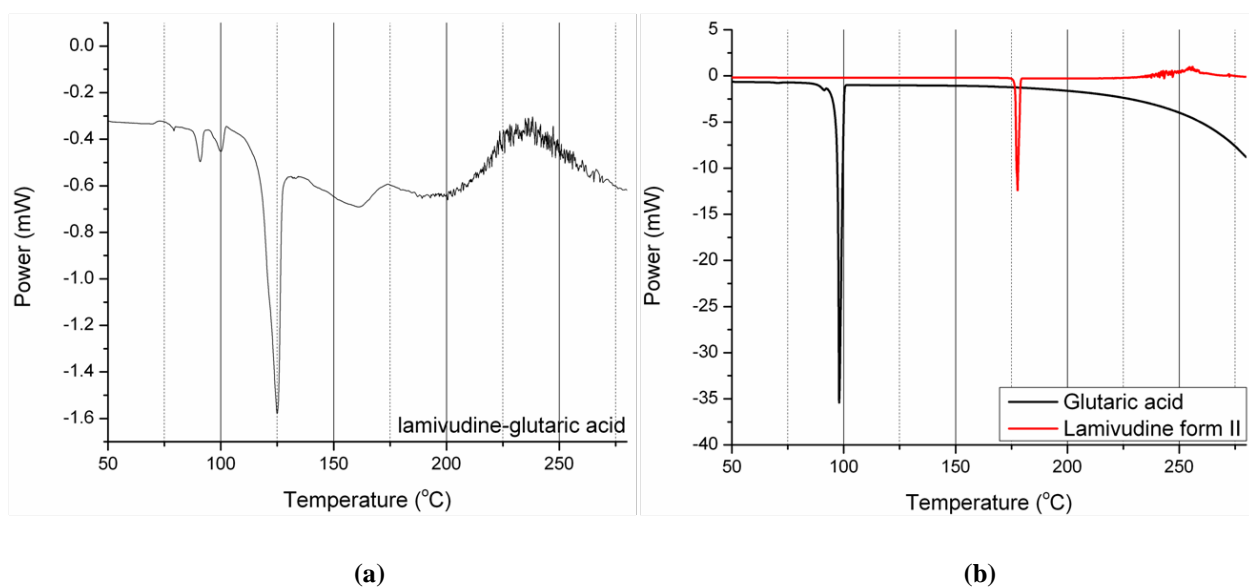 0.0
-0.2
-0.4
-0.6
-0.8
-1.0
-1.2
-1.4
-1.6
Power (mW)
lamivudine-glutaric acid
50 100 150 200 250
Temperature (°C)
(a)
5
0
-5
-10
-15
-20
-25
-30
-35
-40
Power (mW)
Glutaric acid
Lamivudine form II
50 100 150 200 250
Temperature (°C)
(b)